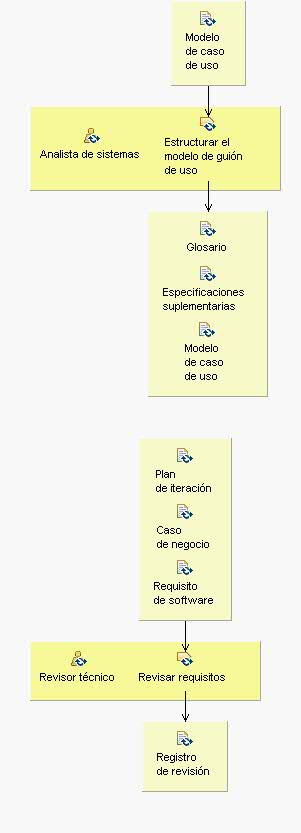 Modelo
de caso
de uso
Analista de sistemas
Estructurar el
modelo de guión
de uso
Glosario
Especificaciones
suplementarias
Modelo
de caso
de uso
Plan
de iteración
Caso
de negocio
Requisito
de software
Revisor técnico
Revisar requisitos
Registro
de revisión